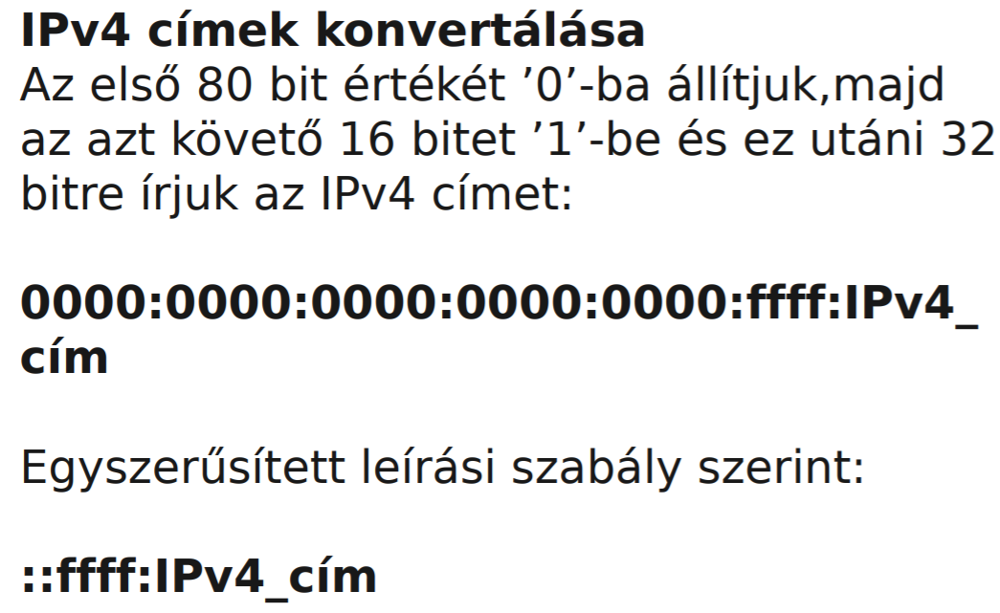 IPv4 címek konvertálása
Az első 80 bit értékét ’0’-ba állítjuk,majd
az azt követő 16 bitet ’1’-be és ez utáni 32
bitre írjuk az IPv4 címet:
0000:0000:0000:0000:0000:ffff:IPv4_
cím
Egyszerűsített leírási szabály szerint:
::ffff:IPv4_cím